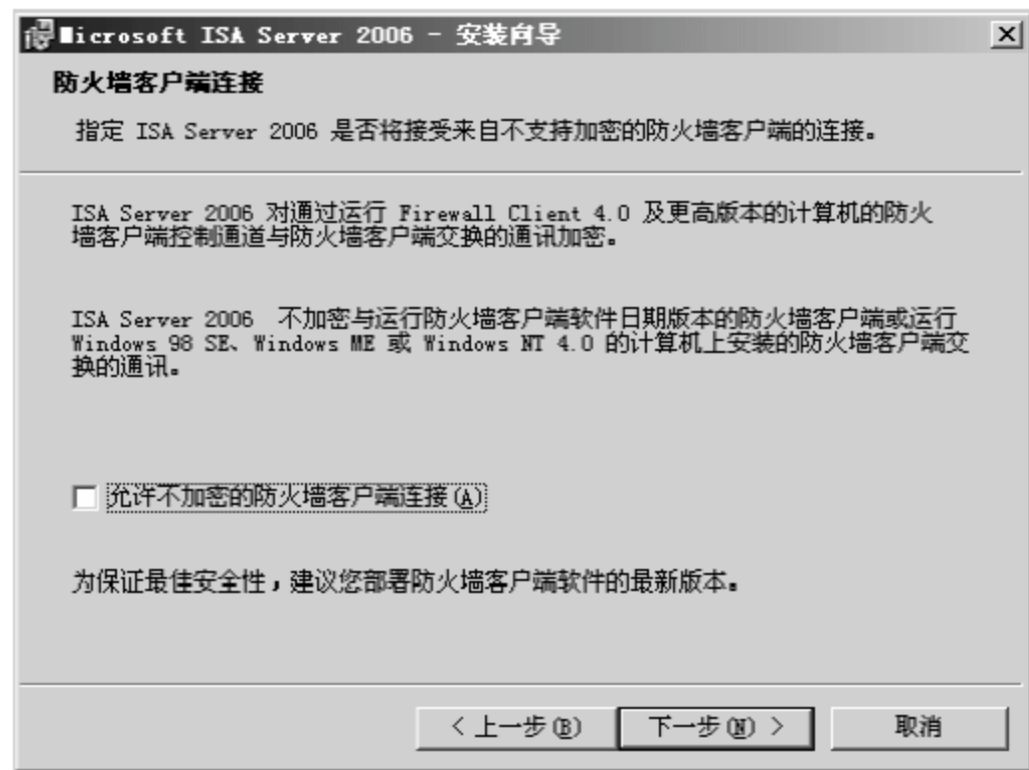 Microsoft ISA Server 2006 - 安装向导
防火墙客户端连接
指定 ISA Server 2006 是否将接受来自不支持加密的防火墙客户端的连接。
ISA Server 2006 对通过运行 Firewall Client 4.0 及更高版本的计算机的防火
墙客户端控制通道与防火墙客户端交换的通讯加密。
ISA Server 2006 不加密与运行防火墙客户端软件日期版本的防火墙客户端或运行
Windows 98 SE、Windows ME 或 Windows NT 4.0 的计算机上安装的防火墙客户端交
换的通讯。
允许不加密的防火墙客户端连接(A)
为保证最佳安全性，建议您部署防火墙客户端软件的最新版本。
< 上一步(B) 下一步(N) > 取消